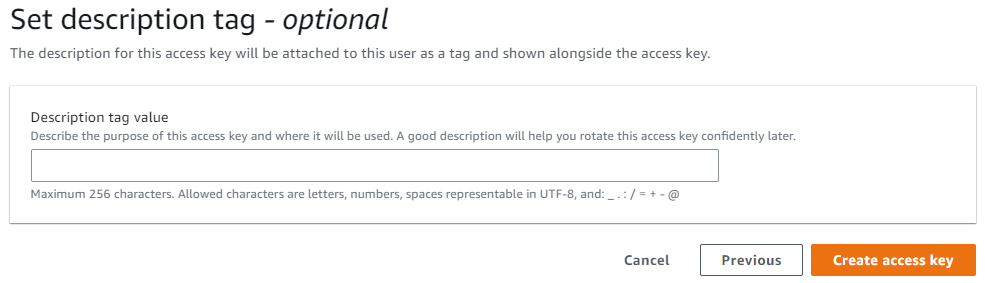 Set description tag - optional
The description for this access key will be attached to this user as a tag and shown alongside the access key.
Description tag value
Describe the purpose of this access key and where it will be used. A good description will help you rotate this access key confidently later.
Maximum 256 characters. Allowed characters are letters, numbers, spaces representable in UTF-8, and: _ . : / = + - @
Cancel
Previous
Create access key